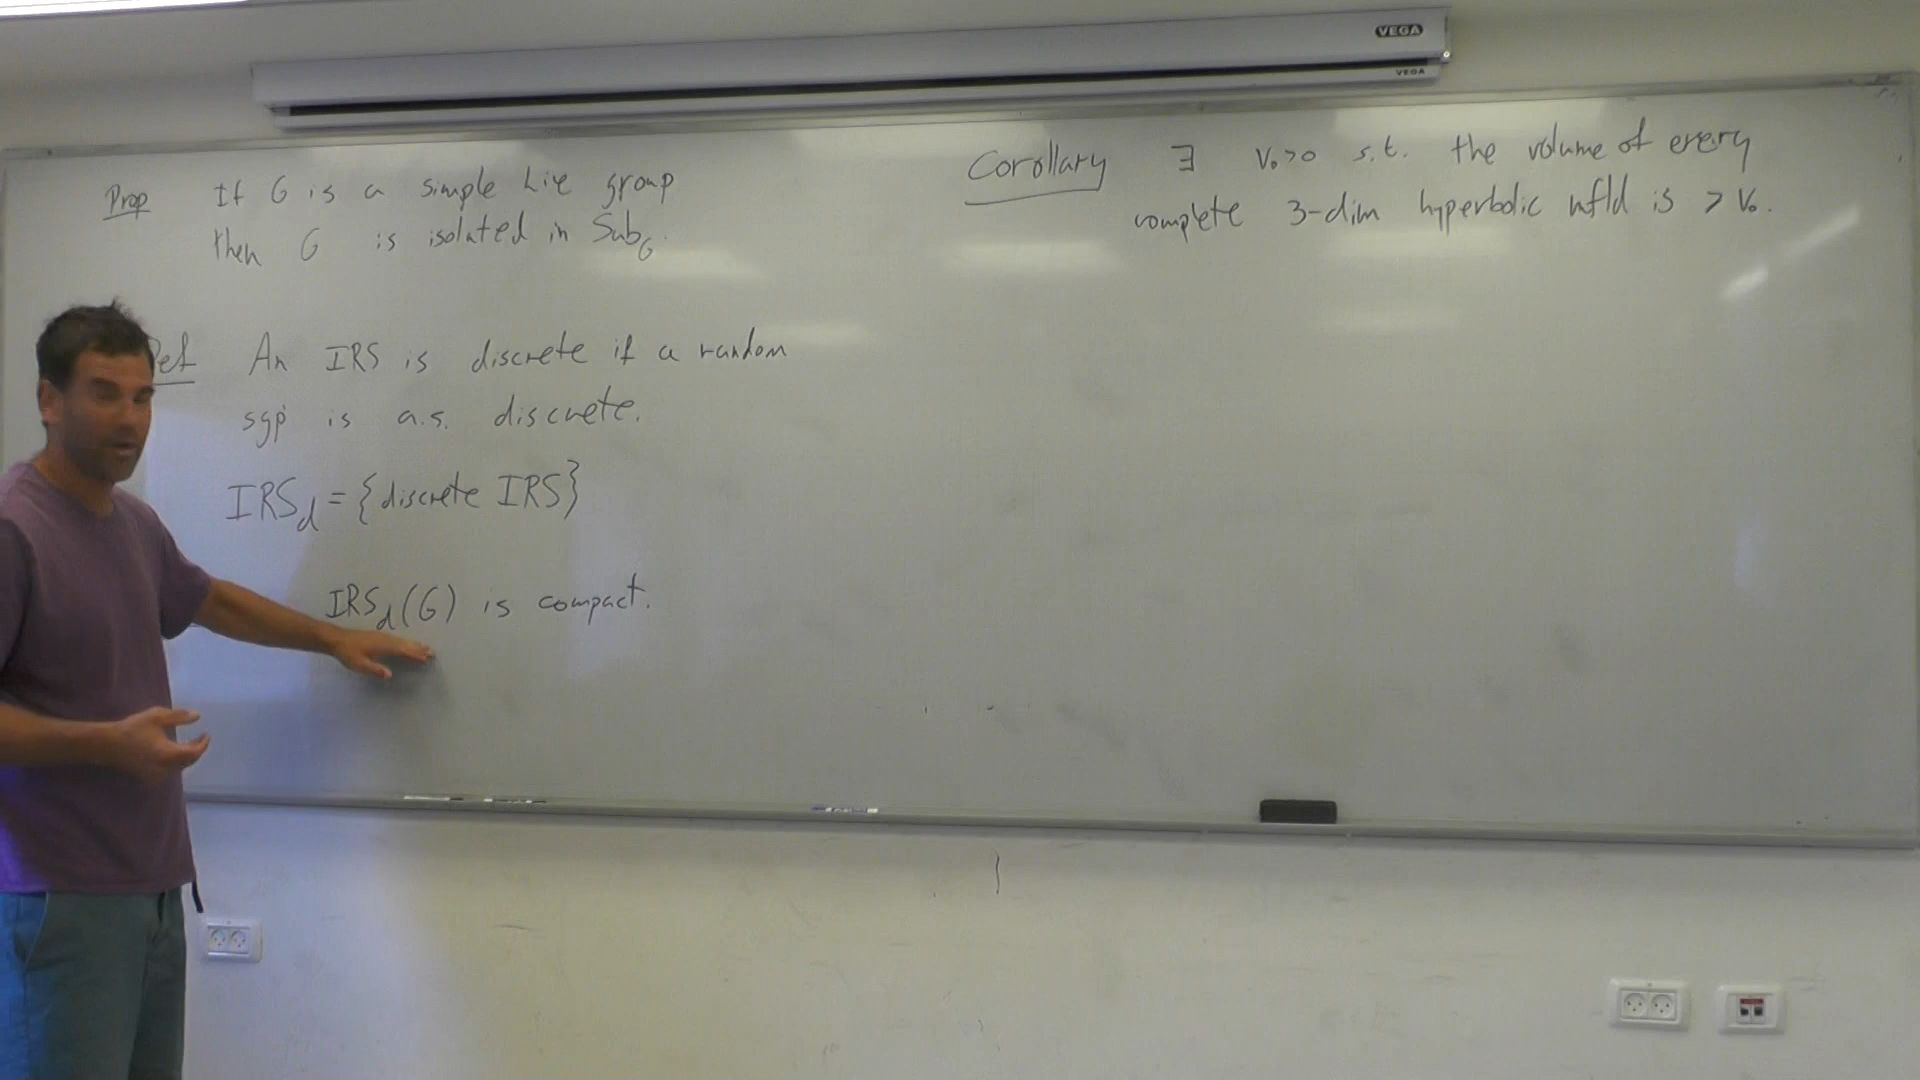 VEGA
VEGA
Prop If G is a simple Lie group
then G is isolated in Sub_G.
Def An IRS is discrete if a random
sgp is a.s. discrete.
IRS_d = {discrete IRS}
IRS_d(G) is compact.
Corollary ∃ V₀>0 s.t. the volume of every
complete 3-dim hyperbolic mfld is > V₀.